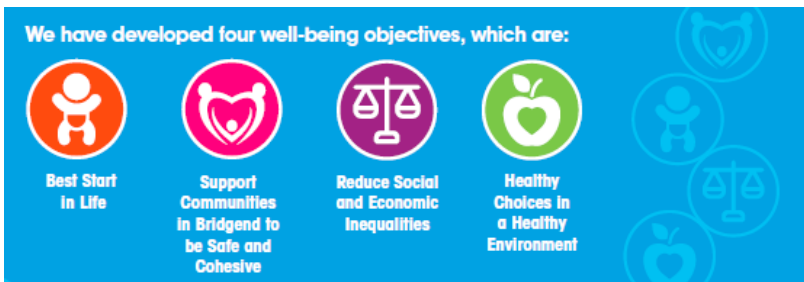 We have developed four well-being objectives, which are:
Best Start
in Life
Support
Communities
in Bridgend to
be Safe and
Cohesive
Reduce Social
and Economic
Inequalities
Healthy
Choices in
a Healthy
Environment